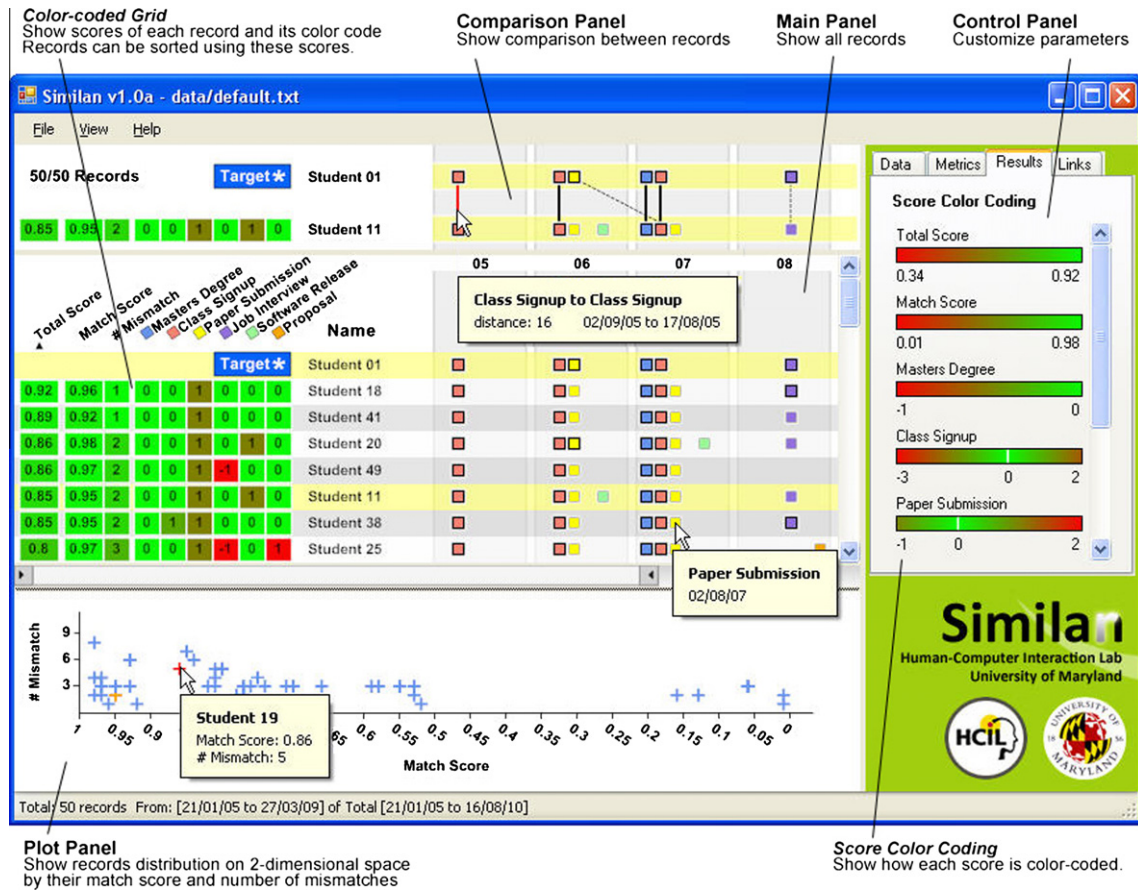 Color-coded Grid
Show scores of each record and its color code
Records can be sorted using these scores.
Comparison Panel
Show comparison between records
Main Panel
Show all records
Control Panel
Customize parameters
Similan v1.0a - data/default.txt
File View Help
50/50 Records Target* Student 01
0.85 0.95 2 0 0 1 0 1 0 Student 11
05 06 07 08
Total Score
Match Score
# Mismatch
Masters Degree
Class Signup
Paper Submission
Job Interview
Software Release
Proposal
Name
Class Signup to Class Signup
distance: 16 02/09/05 to 17/08/05
Target* Student 01
0.92 0.96 1 0 0 1 0 0 0 Student 18
0.89 0.92 1 0 0 1 0 0 0 Student 41
0.86 0.98 2 0 0 1 0 1 0 Student 20
0.86 0.97 2 0 0 1 -1 0 0 Student 49
0.85 0.95 2 0 0 1 0 1 0 Student 11
0.85 0.95 2 0 1 1 0 0 0 Student 38
0.8 0.97 3 0 0 1 -1 0 1 Student 25
Paper Submission
02/08/07
Data Metrics Results Links
Score Color Coding
Total Score
0.34 0.92
Match Score
0.01 0.98
Masters Degree
-1 0
Class Signup
-3 0 2
Paper Submission
-1 0 2
# Mismatch
9
6
3
1 0.95 0.9 65 0.6 0.55 0.5 0.45 0.4 0.35 0.3 0.25 0.2 0.15 0.1 0.05 0
Match Score
Student 19
Match Score: 0.86
# Mismatch: 5
Similan
Human-Computer Interaction Lab
University of Maryland
HCIL
UNIVERSITY OF
18 56
MARYLAND
Total: 50 records From: [21/01/05 to 27/03/09] of Total [21/01/05 to 16/08/10]
Plot Panel
Show records distribution on 2-dimensional space
by their match score and number of mismatches
Score Color Coding
Show how each score is color-coded.